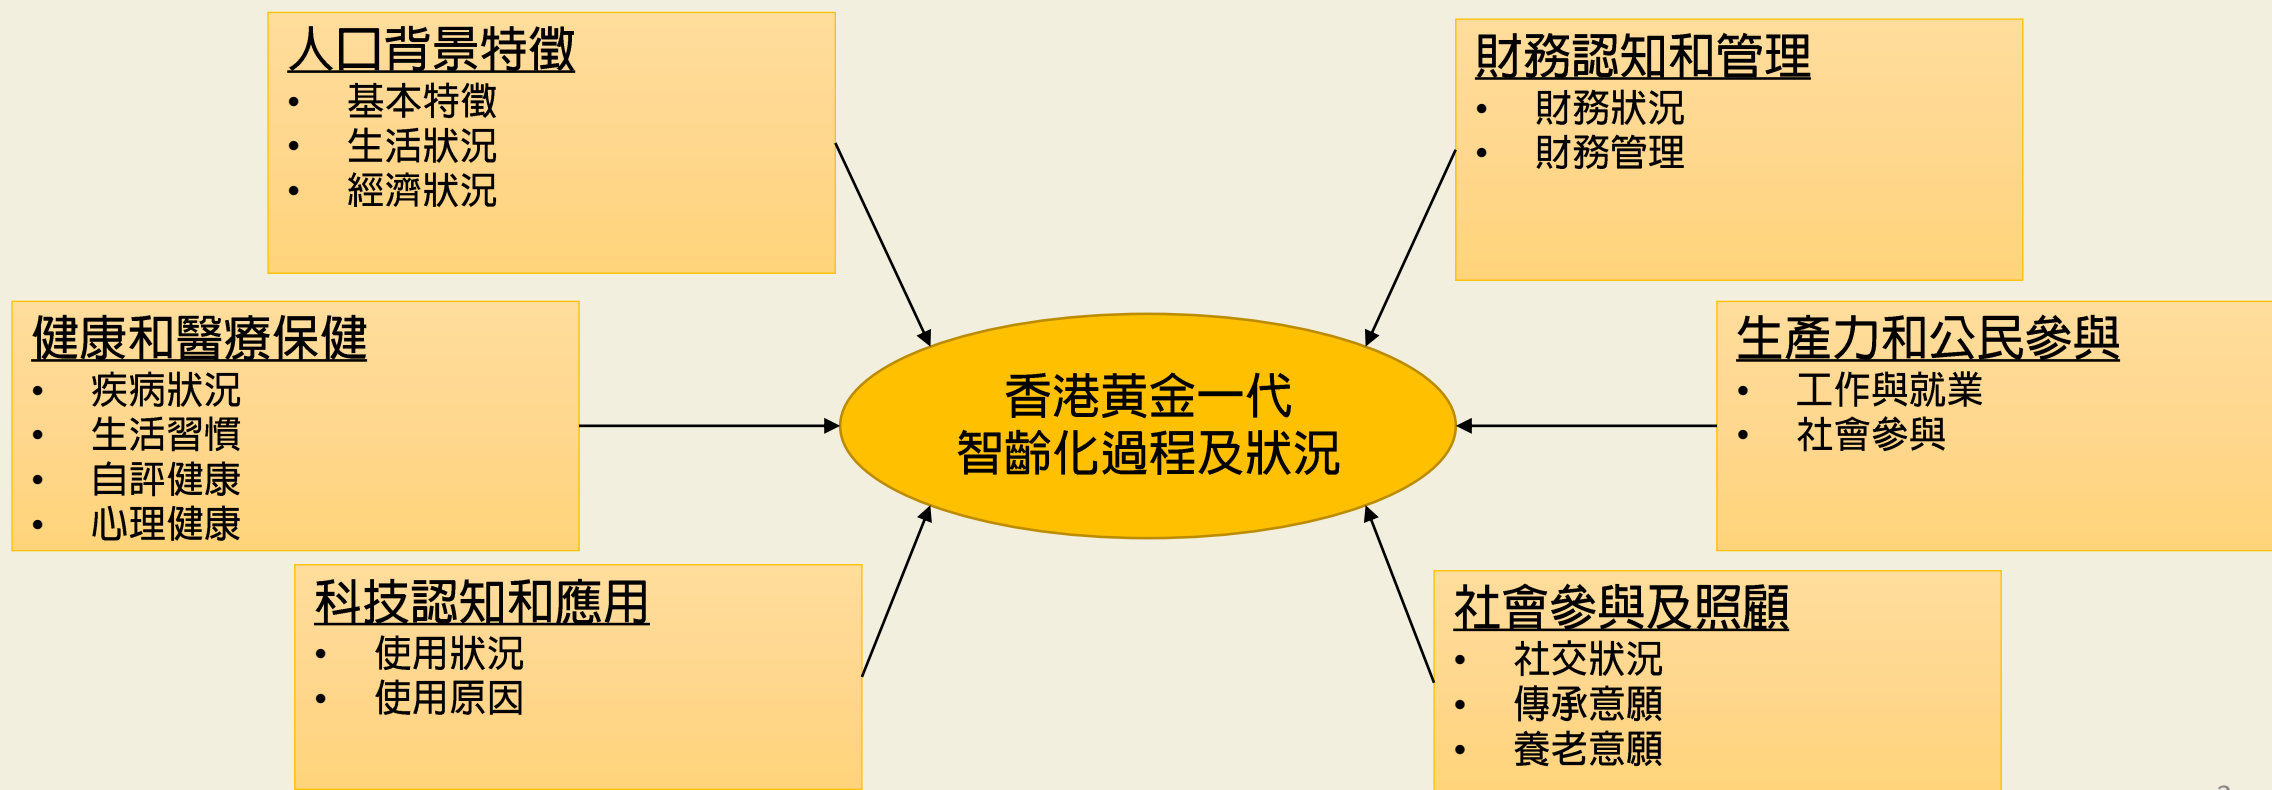 人口背景特徵
• 基本特徵
• 生活狀況
• 經濟狀況
財務認知和管理
• 財務狀況
• 財務管理
健康和醫療保健
• 疾病狀況
• 生活習慣
• 自評健康
• 心理健康
香港黄金一代
智齡化過程及狀況
生產力和公民參與
• 工作與就業
• 社會參與
科技認知和應用
• 使用狀況
• 使用原因
社會參與及照顧
• 社交狀況
• 傳承意願
• 養老意願